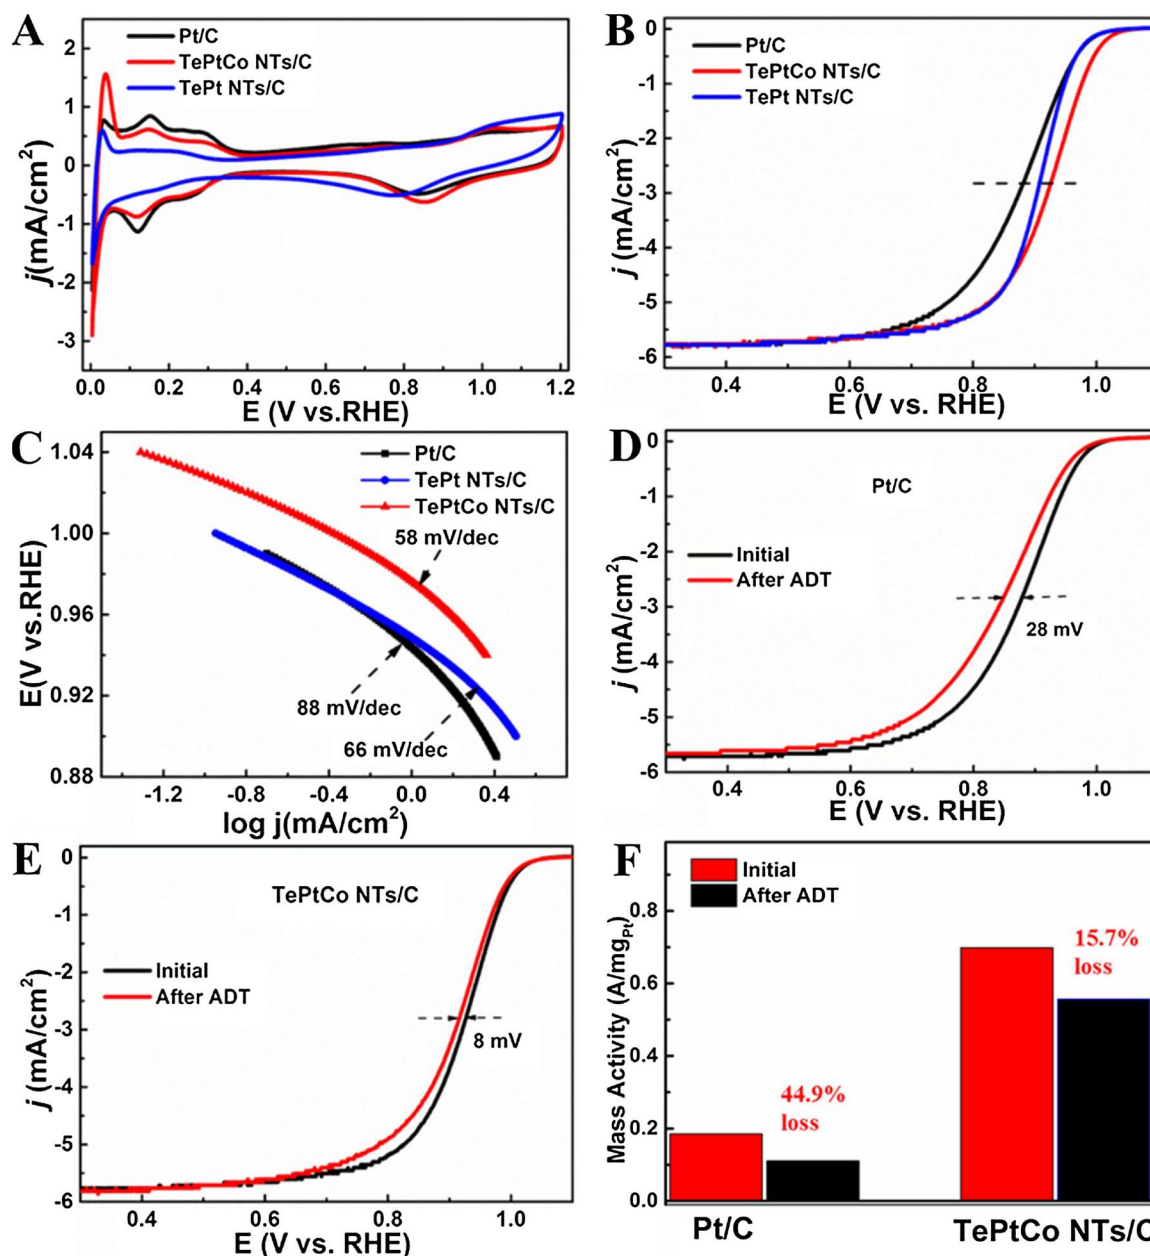 A
Pt/C
TePtCo NTs/C
TePt NTs/C
2
1
0
-1
-2
-3
j(mA/cm²)
0.0 0.2 0.4 0.6 0.8 1.0 1.2
E (V vs.RHE)
B
Pt/C
TePtCo NTs/C
TePt NTs/C
0
-1
-2
-3
-4
-5
-6
j (mA/cm²)
0.4 0.6 0.8 1.0
E (V vs. RHE)
C
Pt/C
TePt NTs/C
TePtCo NTs/C
58 mV/dec
88 mV/dec
66 mV/dec
1.04
1.00
0.96
0.92
0.88
E(V vs.RHE)
-1.2 -0.8 -0.4 0.0 0.4
log j(mA/cm²)
D
Pt/C
Initial
After ADT
28 mV
0
-1
-2
-3
-4
-5
-6
j (mA/cm²)
0.4 0.6 0.8 1.0
E (V vs. RHE)
E
TePtCo NTs/C
Initial
After ADT
8 mV
0
-1
-2
-3
-4
-5
-6
j (mA/cm²)
0.4 0.6 0.8 1.0
E (V vs. RHE)
F
Initial
After ADT
15.7%
loss
44.9%
loss
0.8
0.6
0.4
0.2
0.0
Mass Activity (A/mgPt)
Pt/C TePtCo NTs/C